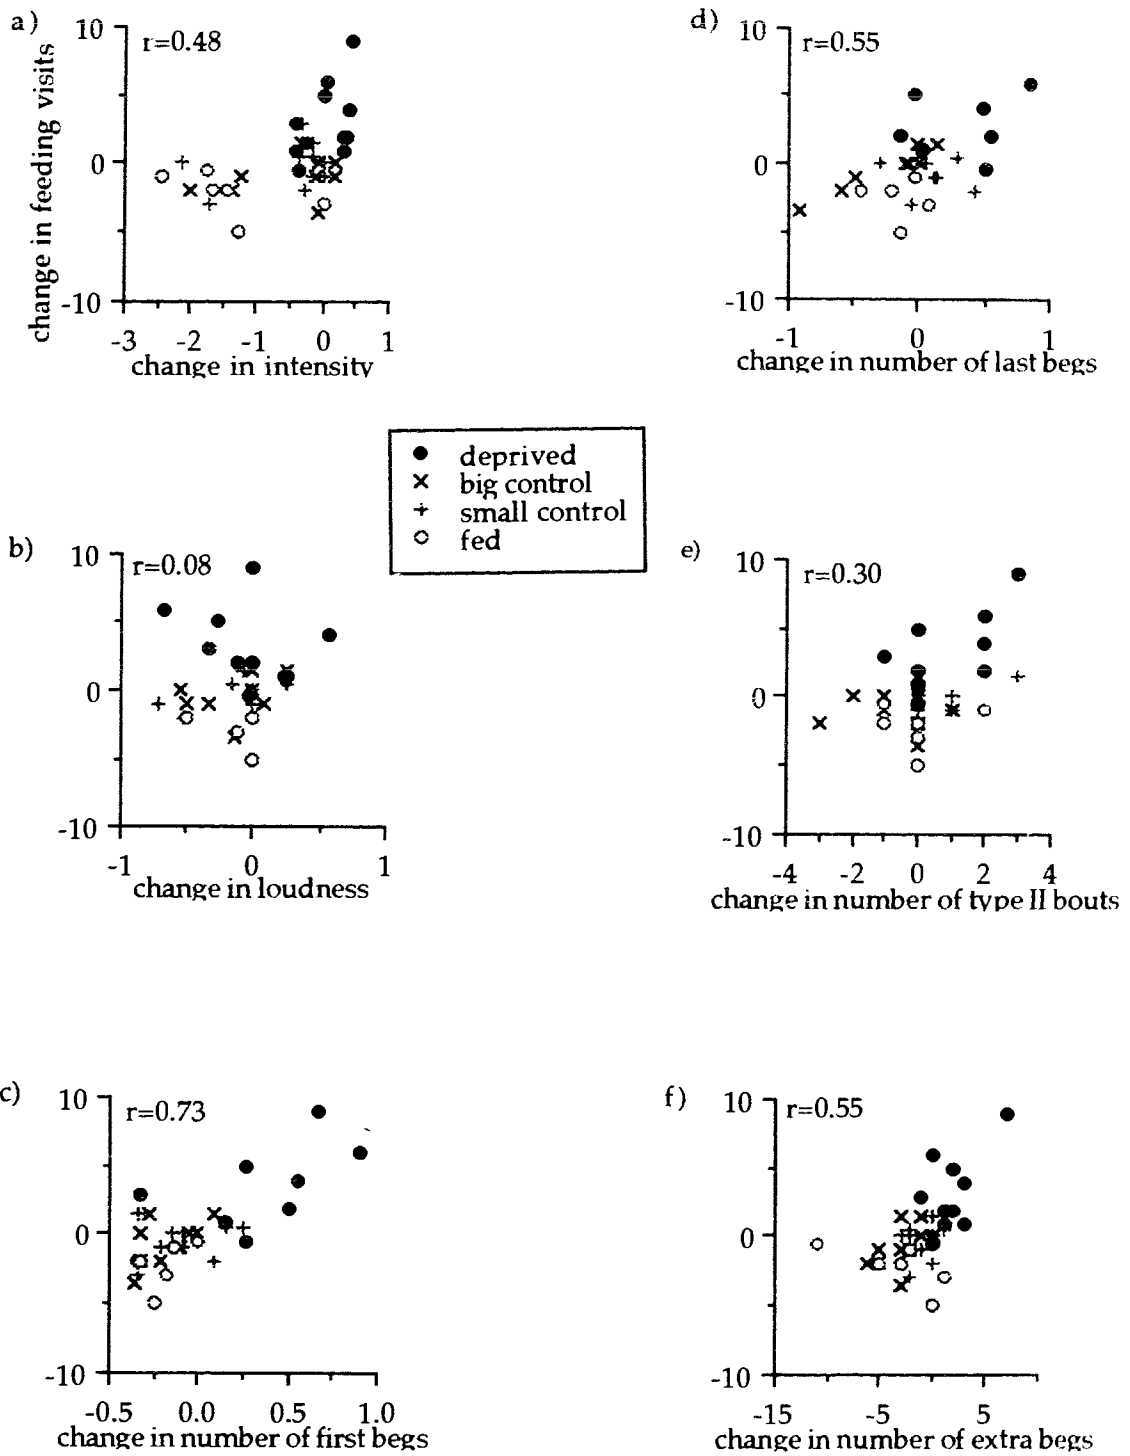 a)
10
r=0.48
change in feeding visits
0
-10
-3 -2 -1 0 1
change in intensity
d)
10
r=0.55
0
-10
-1 0 1
change in number of last begs
deprived
big control
small control
fed
b)
10
r=0.08
0
-10
-1 0 1
change in loudness
e)
10
r=0.30
0
-10
-4 -2 0 2 4
change in number of type II bouts
c)
10
r=0.73
0
-10
-0.5 0.0 0.5 1.0
change in number of first begs
f)
10
r=0.55
0
-10
-15 -5 5
change in number of extra begs